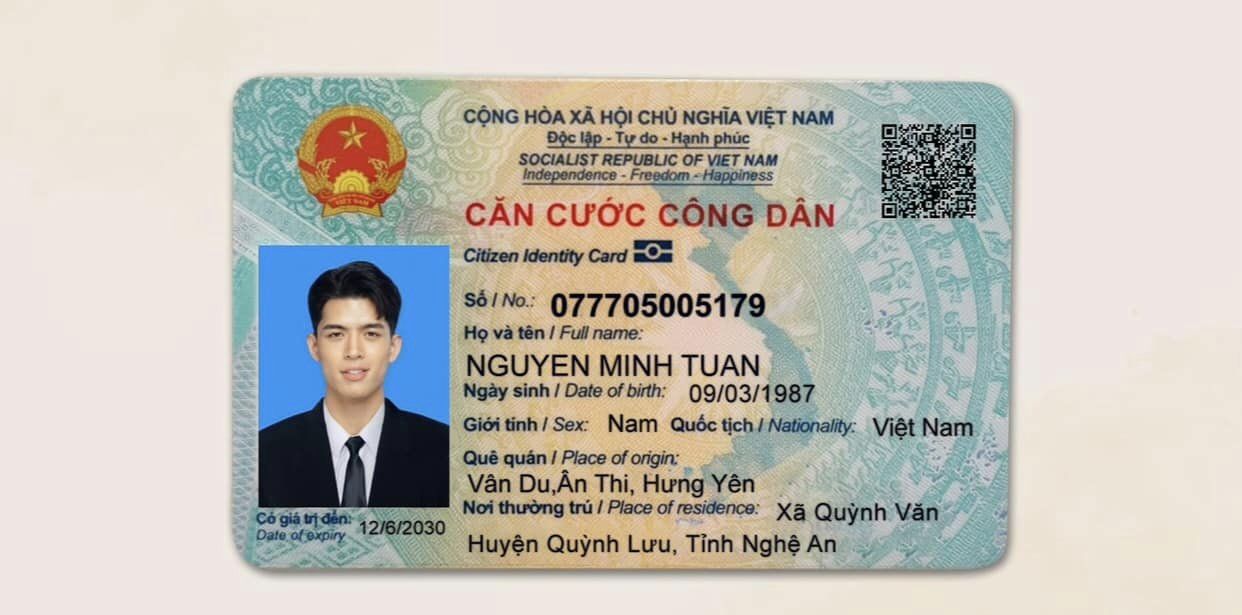 CỘNG HÒA XÃ HỘI CHỦ NGHĨA VIỆT NAM
Độc lập - Tự do - Hạnh phúc
SOCIALIST REPUBLIC OF VIET NAM
Independence - Freedom - Happiness
CĂN CƯỚC CÔNG DÂN
Citizen Identity Card
Số / No.: 077705005179
Họ và tên / Full name:
NGUYEN MINH TUAN
Ngày sinh / Date of birth: 09/03/1987
Giới tính / Sex: Nam Quốc tịch / Nationality: Việt Nam
Quê quán / Place of origin:
Vân Du,Ân Thi, Hưng Yên
Nơi thường trú / Place of residence: Xã Quỳnh Văn
Huyện Quỳnh Lưu, Tỉnh Nghệ An
Có giá trị đến: 12/6/2030
Date of expiry
VIỆT NAM